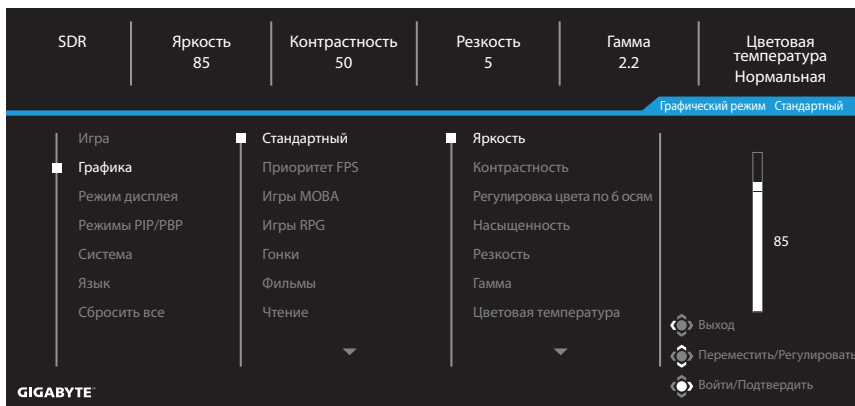 SDR
Яркость
85
Контрастность
50
Резкость
5
Гамма
2.2
Цветовая
температура
Нормальная
Графический режим Стандартный
Игра
Графика
Режим дисплея
Режимы PIP/PBP
Система
Язык
Сбросить все
Стандартный
Приоритет FPS
Игры MOBA
Игры RPG
Гонки
Фильмы
Чтение
Яркость
Контрастность
Регулировка цвета по 6 осям
Насыщенность
Резкость
Гамма
Цветовая температура
85
Выход
Переместить/Регулировать
Войти/Подтвердить
GIGABYTE™